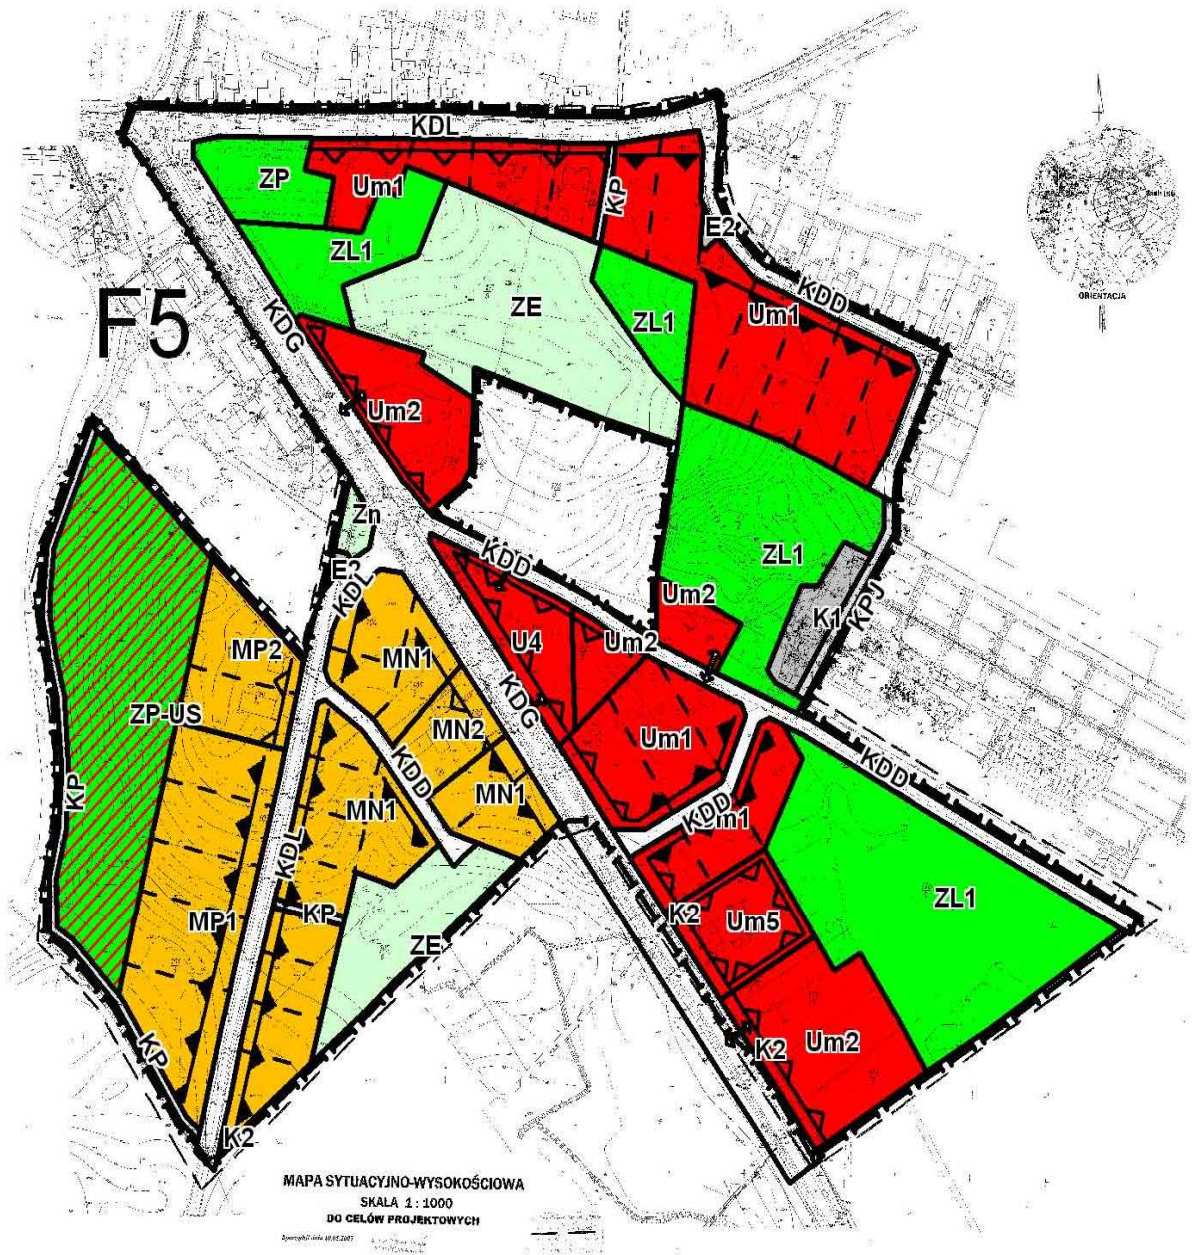 KDL
ZP
Um1
KP
E2
ZL1
ORIENTACJA
F5
KDG
ZE
ZL1
KDD
Um1
Um2
Zn
E2
KDL
KDD
ZL1
Um2
K1
KPJ
MP2
MN1
U4
Um2
ZP-US
KDG
MN2
Um1
KDD
KP
KDD
MN1
MN1
KDD
Um1
KDL
MP1
KP
ZE
K2
Um5
ZL1
KP
K2
Um2
K2
MAPA SYTUACYJNO-WYSOKOŚCIOWA
SKALA 1 : 1000
DO CELÓW PROJEKTOWYCH